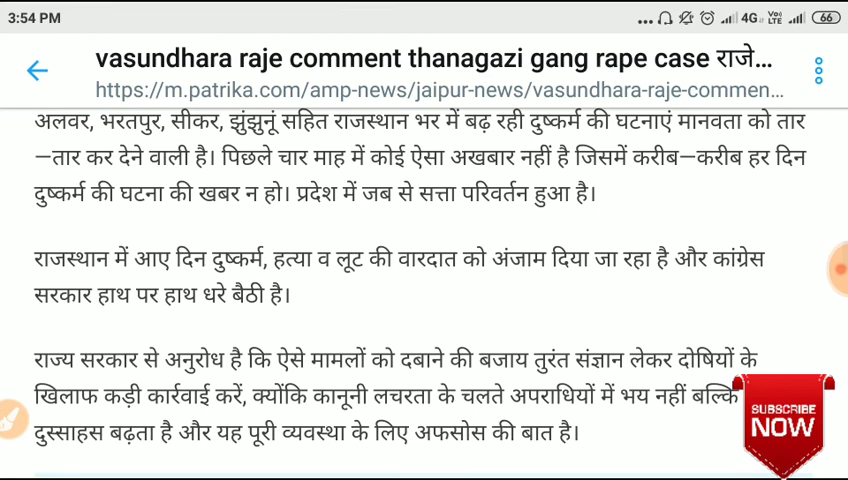 3:54 PM
4G Vo) LTE 66
vasundhara raje comment thanagazi gang rape case राजे...
https://m.patrika.com/amp-news/jaipur-news/vasundhara-raje-commen...
अलवर, भरतपुर, सीकर, झुंझुनूं सहित राजस्थान भर में बढ़ रही दुष्कर्म की घटनाएं मानवता को तार
–तार कर देने वाली है। पिछले चार माह में कोई ऐसा अखबार नहीं है जिसमें करीब–करीब हर दिन
दुष्कर्म की घटना की खबर न हो। प्रदेश में जब से सत्ता परिवर्तन हुआ है।
राजस्थान में आए दिन दुष्कर्म, हत्या व लूट की वारदात को अंजाम दिया जा रहा है और कांग्रेस
सरकार हाथ पर हाथ धरे बैठी है।
राज्य सरकार से अनुरोध है कि ऐसे मामलों को दबाने की बजाय तुरंत संज्ञान लेकर दोषियों के
खिलाफ कड़ी कार्रवाई करें, क्योंकि कानूनी लचरता के चलते अपराधियों में भय नहीं बल्कि
दुस्साहस बढ़ता है और यह पूरी व्यवस्था के लिए अफसोस की बात है।
SUBSCRIBE
NOW